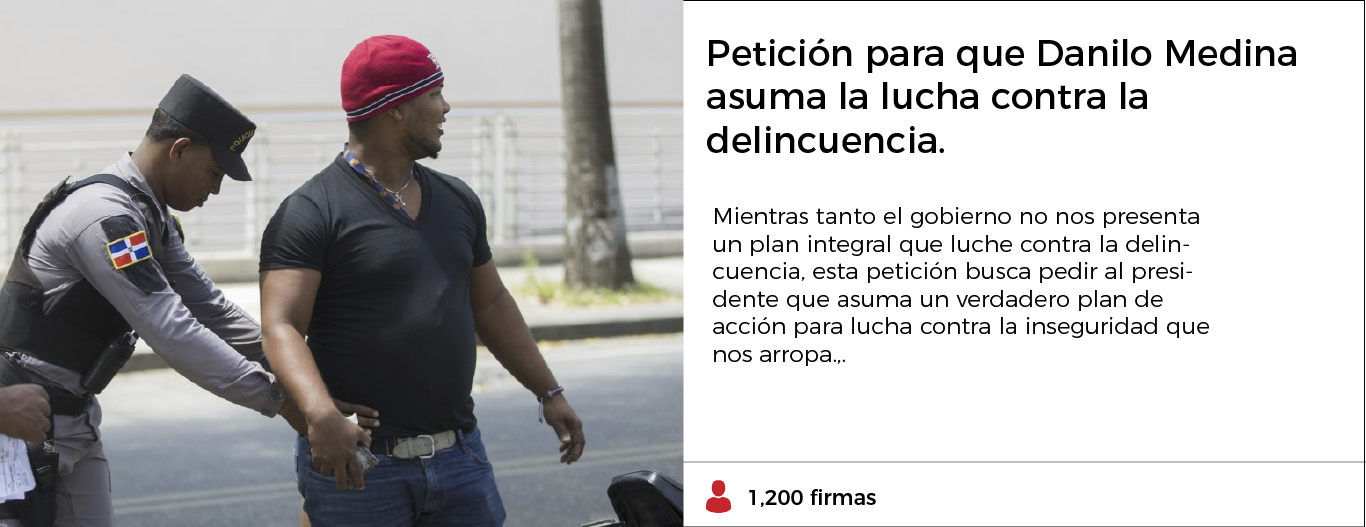 POLICIA
Petición para que Danilo Medina
asuma la lucha contra la
delincuencia.
Mientras tanto el gobierno no nos presenta
un plan integral que luche contra la delin-
cuencia, esta petición busca pedir al presi-
dente que asuma un verdadero plan de
acción para lucha contra la inseguridad que
nos arropa.,.
1,200 firmas